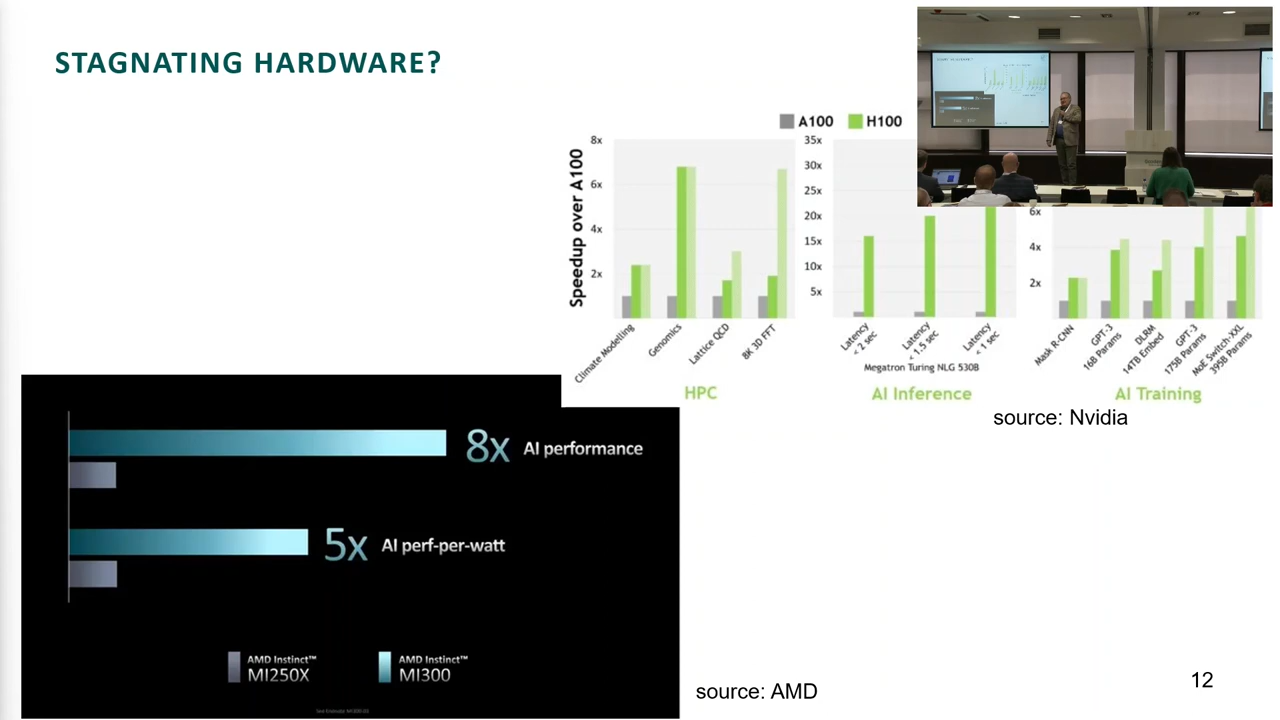 STAGNATING HARDWARE?
A100 H100
Speedup over A100
8x
6x
4x
2x
Climate Modelling
Genomics
Lattice QCD
8K 3D FFT
HPC
35x
30x
25x
20x
15x
10x
5x
Latency
< 2 sec
Latency
< 1.5 sec
Latency
< 1 sec
Megatron Turing NLG 530B
AI Inference
6x
4x
2x
Mask R-CNN
GPT-3
16B Params
DLRM
14TB Embed
GPT-3
175B Params
MoE Switch-XXL
395B Params
AI Training
source: Nvidia
8x AI performance
5x AI perf-per-watt
AMD Instinct™
MI250X
AMD Instinct™
MI300
source: AMD
12